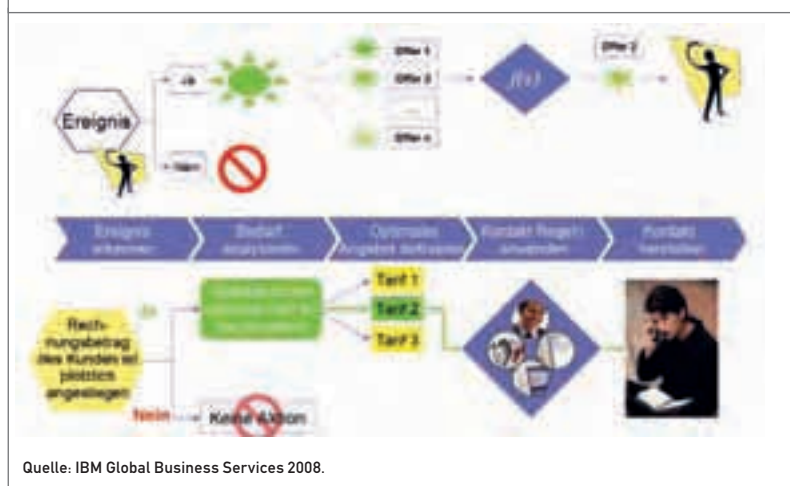 Offer 1
Offer 2
Offer 2
Ja
f(x)
Ereignis
Offer n
Nein
Ereignis
erkennen
Bedarf
analysieren
Optimales
Angebot
Kontakt Regeln
anwenden
Kontakt
herstellen
Ja
Tarif 1
Tarif 2
Tarif 3
Rech-
nungsbetrag
des Kunden ist
plötzlich
angestiegen
Nein
Keine Aktion
Quelle: IBM Global Business Services 2008.